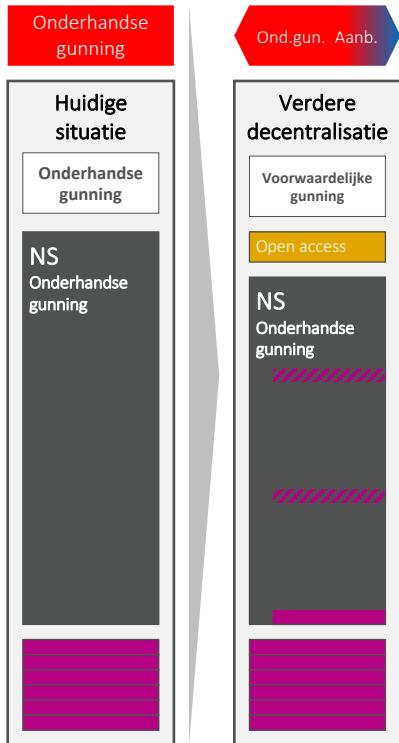 Onderhandse
gunning
Huidige
situatie
Onderhandse
gunning
NS
Onderhandse
gunning
Ond.gun. Aanb.
Verdere
decentralisatie
Voorwaardelijke
gunning
Open access
NS
Onderhandse
gunning